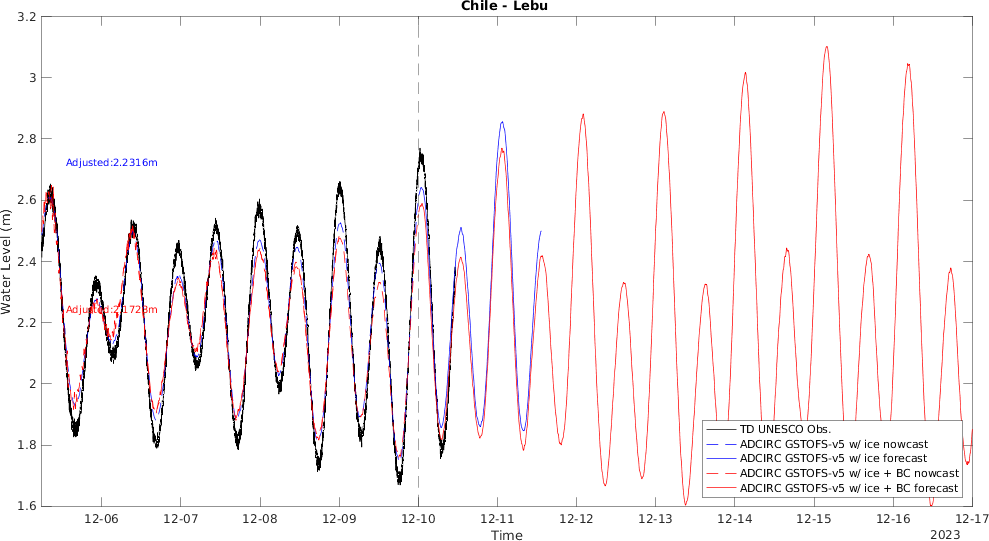 Chile - Lebu
3.2
3
2.8
2.6
2.4
2.2
2
1.8
1.6
Water Level (m)
Adjusted:2.2316m
Adjusted:2.1728m
TD UNESCO Obs.
ADCIRC GSTOFS-v5 w/ ice nowcast
ADCIRC GSTOFS-v5 w/ ice forecast
ADCIRC GSTOFS-v5 w/ ice + BC nowcast
ADCIRC GSTOFS-v5 w/ ice + BC forecast
12-06 12-07 12-08 12-09 12-10 12-11 12-12 12-13 12-14 12-15 12-16 12-17
Time
2023